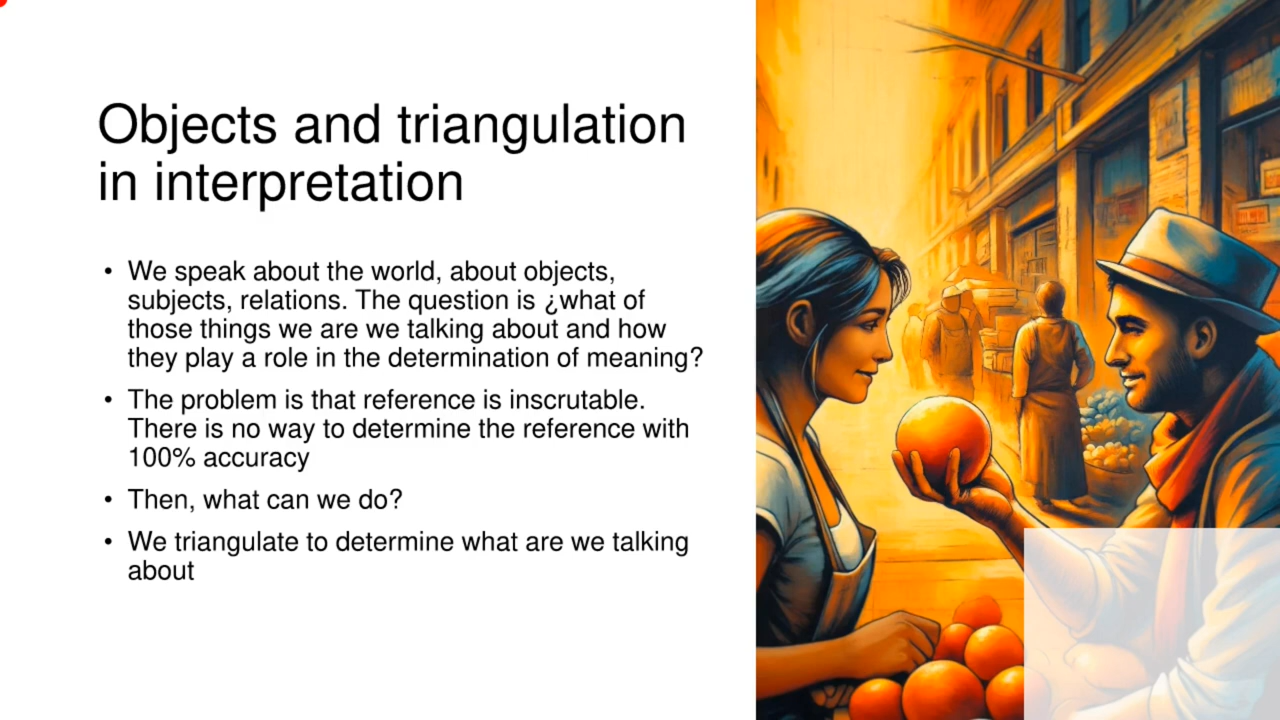 Objects and triangulation
in interpretation
• We speak about the world, about objects,
subjects, relations. The question is ¿what of
those things we are we talking about and how
they play a role in the determination of meaning?
• The problem is that reference is inscrutable.
There is no way to determine the reference with
100% accuracy
• Then, what can we do?
• We triangulate to determine what are we talking
about